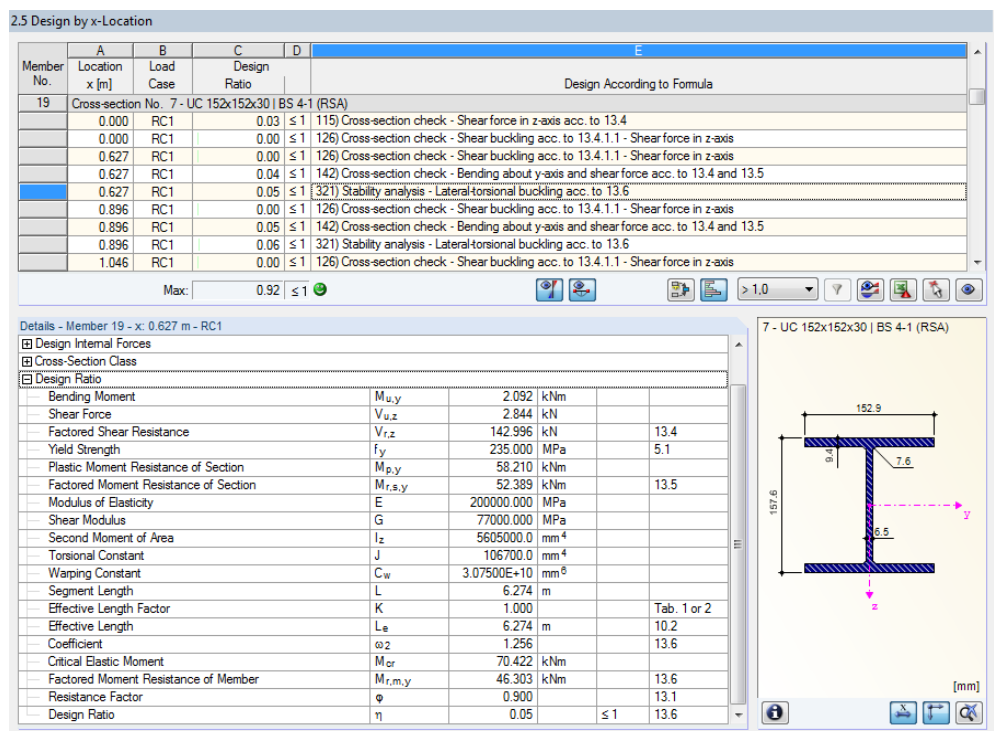 2.5 Design by x-Location
A B C D E
Member Location Load Design
No. x [m] Case Ratio Design According to Formula
19 Cross-section No. 7 - UC 152x152x30 | BS 4-1 (RSA)
0.000 RC1 0.03 ≤ 1 115) Cross-section check - Shear force in z-axis acc. to 13.4
0.000 RC1 0.00 ≤ 1 126) Cross-section check - Shear buckling acc. to 13.4.1.1 - Shear force in z-axis
0.627 RC1 0.00 ≤ 1 126) Cross-section check - Shear buckling acc. to 13.4.1.1 - Shear force in z-axis
0.627 RC1 0.04 ≤ 1 142) Cross-section check - Bending about y-axis and shear force acc. to 13.4 and 13.5
0.627 RC1 0.05 ≤ 1 321) Stability analysis - Lateral-torsional buckling acc. to 13.6
0.896 RC1 0.00 ≤ 1 126) Cross-section check - Shear buckling acc. to 13.4.1.1 - Shear force in z-axis
0.896 RC1 0.05 ≤ 1 142) Cross-section check - Bending about y-axis and shear force acc. to 13.4 and 13.5
0.896 RC1 0.06 ≤ 1 321) Stability analysis - Lateral-torsional buckling acc. to 13.6
1.046 RC1 0.00 ≤ 1 126) Cross-section check - Shear buckling acc. to 13.4.1.1 - Shear force in z-axis
Max: 0.92 ≤ 1 > 1,0
Details - Member 19 - x: 0.627 m - RC1
Design Internal Forces
Cross-Section Class
Design Ratio
Bending Moment Mu,y 2.092 kNm
Shear Force Vu,z 2.844 kN
Factored Shear Resistance Vr,z 142.996 kN 13.4
Yield Strength fy 235.000 MPa 5.1
Plastic Moment Resistance of Section Mp,y 58.210 kNm
Factored Moment Resistance of Section Mr,s,y 52.389 kNm 13.5
Modulus of Elasticity E 200000.000 MPa
Shear Modulus G 77000.000 MPa
Second Moment of Area Iz 5605000.0 mm4
Torsional Constant J 106700.0 mm4
Warping Constant Cw 3.07500E+10 mm6
Segment Length L 6.274 m
Effective Length Factor K 1.000 Tab. 1 or 2
Effective Length Le 6.274 m 10.2
Coefficient ω2 1.256 13.6
Critical Elastic Moment Mcr 70.422 kNm
Factored Moment Resistance of Member Mr,m,y 46.303 kNm 13.6
Resistance Factor φ 0.900 13.1
Design Ratio η 0.05 ≤ 1 13.6
7 - UC 152x152x30 | BS 4-1 (RSA)
152.9
9.4
7.6
157.6
y
6.5
z
[mm]